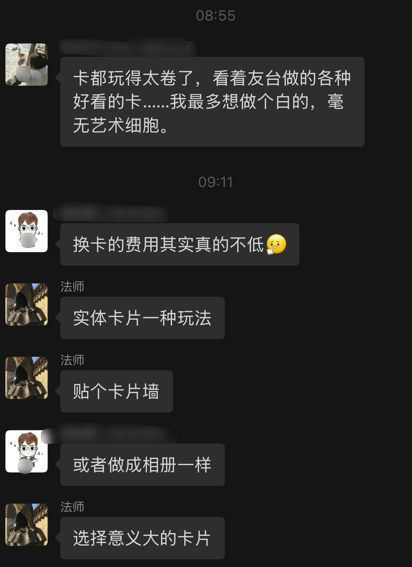 08:55
卡都玩得太卷了，看着友台做的各种
好看的卡……我最多想做个白的，毫
无艺术细胞。
09:11
换卡的费用其实真的不低
法师
实体卡片一种玩法
法师
贴个卡片墙
或者做成相册一样
法师
选择意义大的卡片